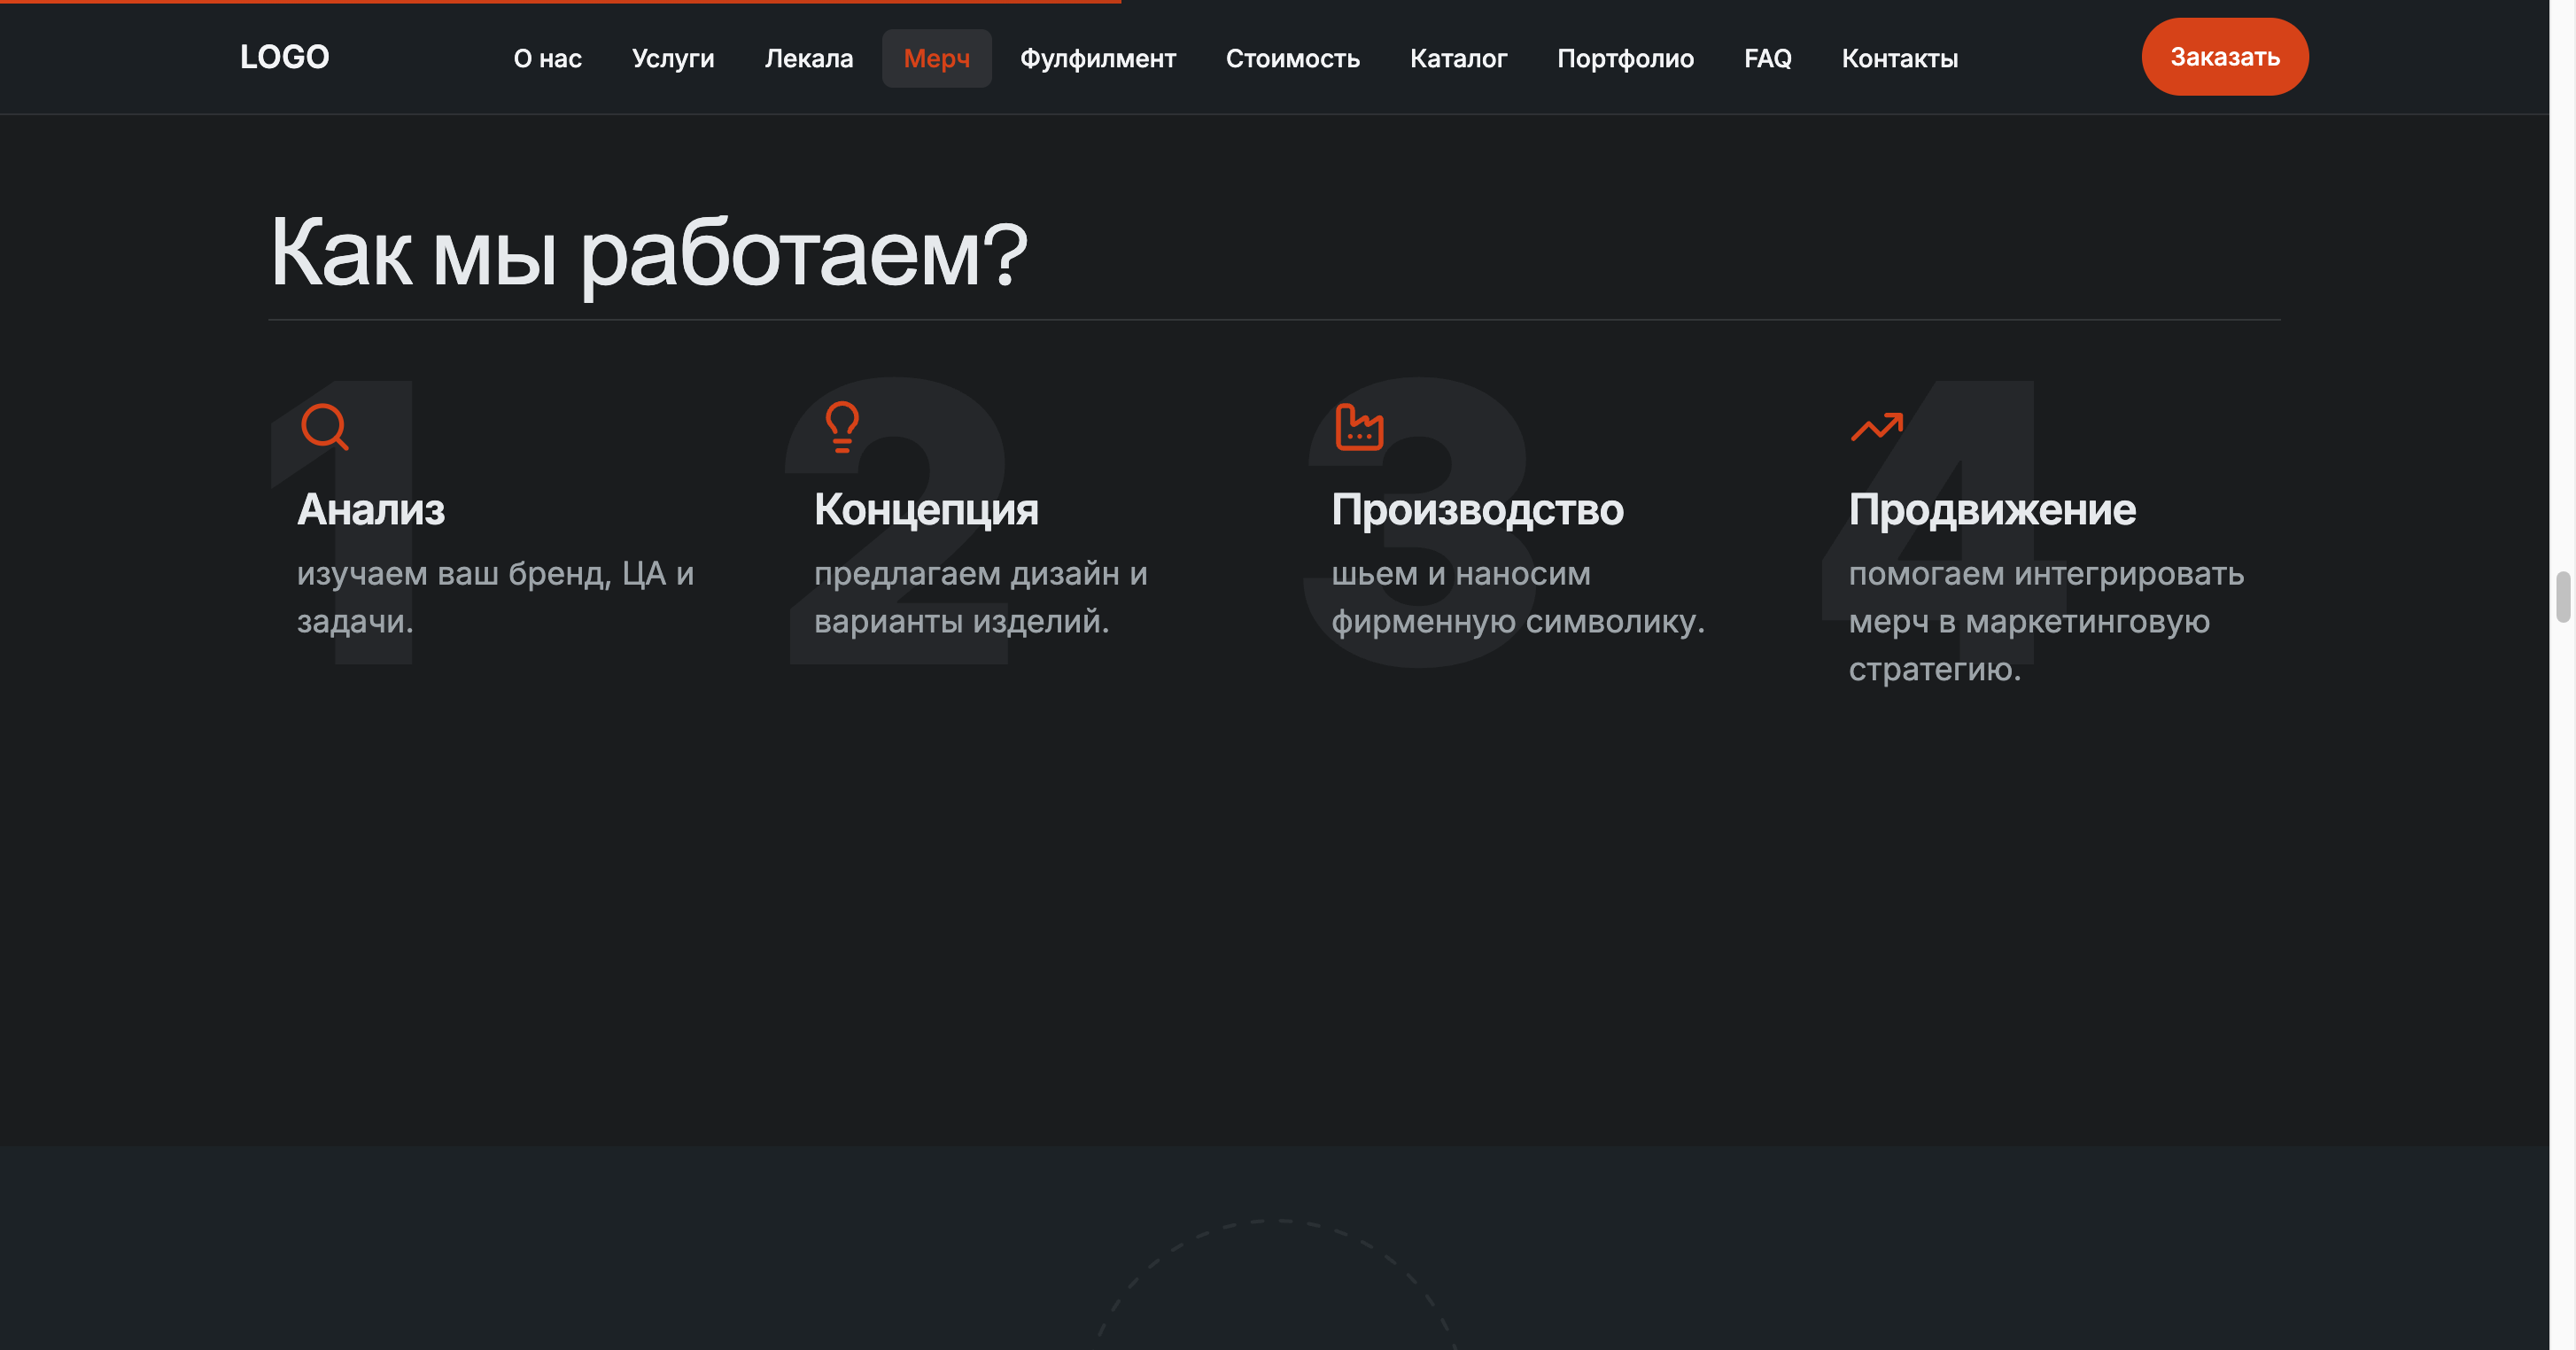 LOGO
О нас
Услуги
Лекала
Мерч
Фулфилмент
Стоимость
Каталог
Портфолио
FAQ
Контакты
Заказать
Как мы работаем?
1
Анализ
изучаем ваш бренд, ЦА и
задачи.
2
Концепция
предлагаем дизайн и
варианты изделий.
3
Производство
шьем и наносим
фирменную символику.
4
Продвижение
помогаем интегрировать
мерч в маркетинговую
стратегию.